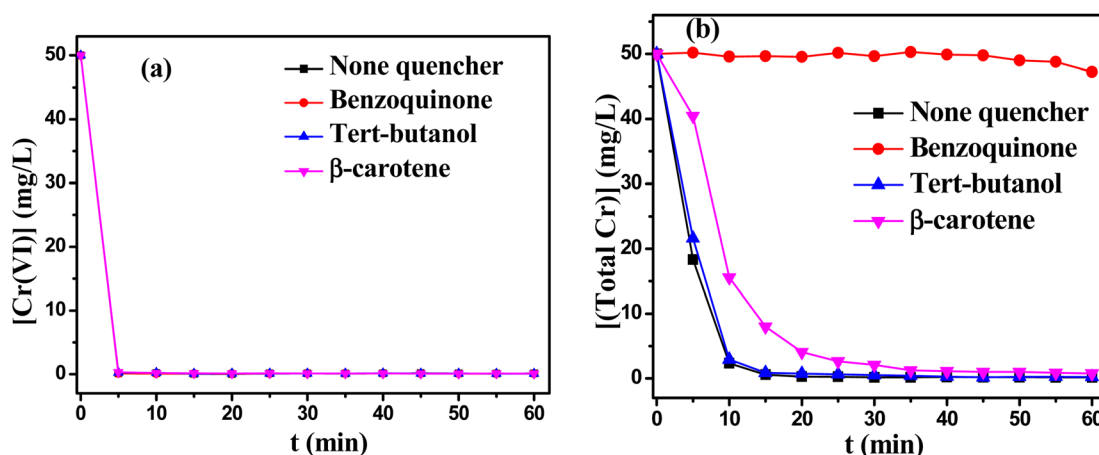 (a)
None quencher
Benzoquinone
Tert-butanol
β-carotene
[Cr(VI)] (mg/L)
50
40
30
20
10
0
0 10 20 30 40 50 60
t (min)
(b)
None quencher
Benzoquinone
Tert-butanol
β-carotene
[(Total Cr)] (mg/L)
50
40
30
20
10
0
0 10 20 30 40 50 60
t (min)